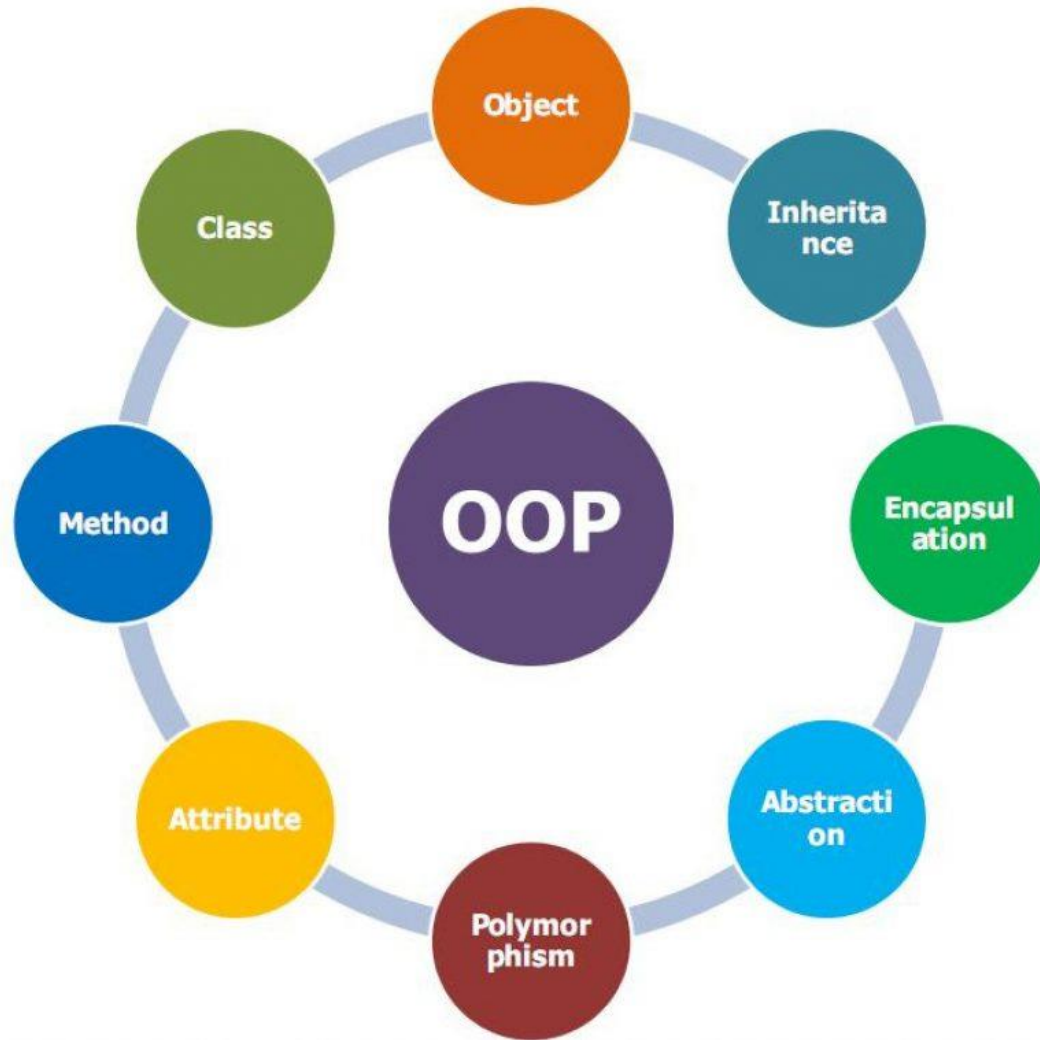 Object
Inherita
nce
Encapsul
ation
Abstracti
on
Polymor
phism
Attribute
Method
Class
OOP